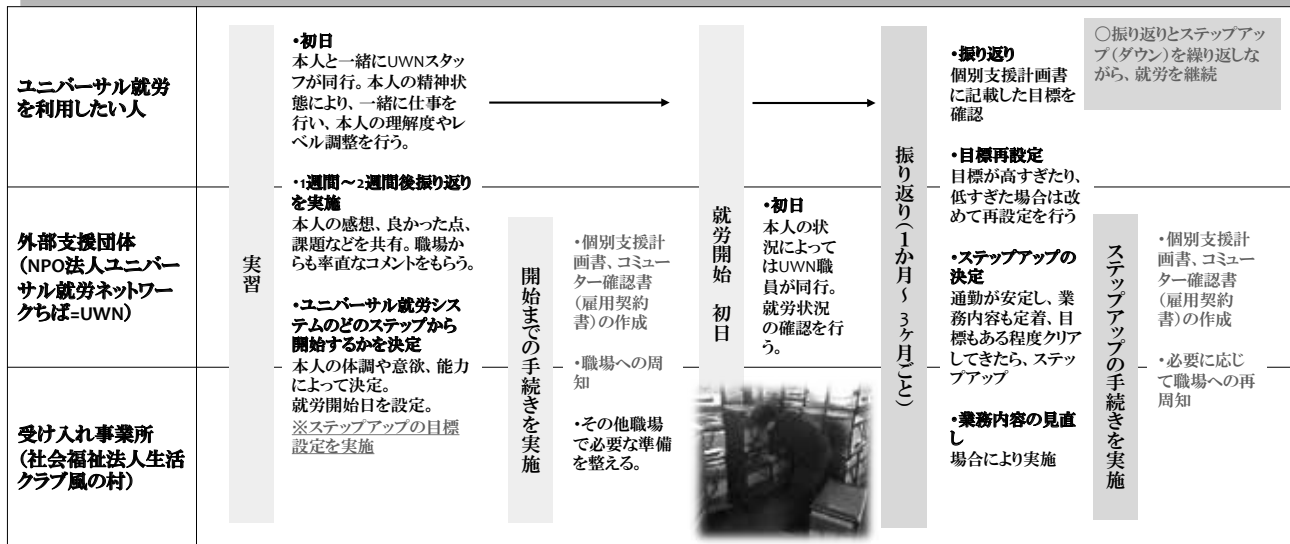 ユニバーサル就労
を利用したい人
外部支援団体
（NPO法人ユニバー
サル就労ネットワー
クちば=UWN）
受け入れ事業所
（社会福祉法人生活
クラブ風の村）
実習
・初日
本人と一緒にUWNスタッ
フが同行。本人の精神状
態により、一緒に仕事を
行い、本人の理解度やレ
ベル調整を行う。
・1週間～2週間後振り返り
を実施
本人の感想、良かった点、
課題などを共有。職場か
らも率直なコメントをもらう。
・ユニバーサル就労シス
テムのどのステップから
開始するかを決定
本人の体調や意欲、能力
によって決定。
就労開始日を設定。
※ステップアップの目標
設定を実施
開始までの手続きを実施
・個別支援計
画書、コミュー
ター確認書
（雇用契約
書）の作成
・職場への周
知
・その他職場
で必要な準備
を整える。
就労開始　初日
・初日
本人の状
況によって
はUWN職
員が同行。
就労状況
の確認を行
う。
振り返り（1か月～3ヶ月ごと）
・振り返り
個別支援計画書
に記載した目標を
確認
・目標再設定
目標が高すぎたり、
低すぎた場合は改
めて再設定を行う
・ステップアップの
決定
通勤が安定し、業
務内容も定着、目
標もある程度クリア
してきたら、ステッ
プアップ
・業務内容の見直
し
場合により実施
○振り返りとステップアッ
プ（ダウン）を繰り返しな
がら、就労を継続
ステップアップの手続きを実施
・個別支援計
画書、コミュー
ター確認書
（雇用契約
書）の作成
・必要に応じ
て職場への再
周知